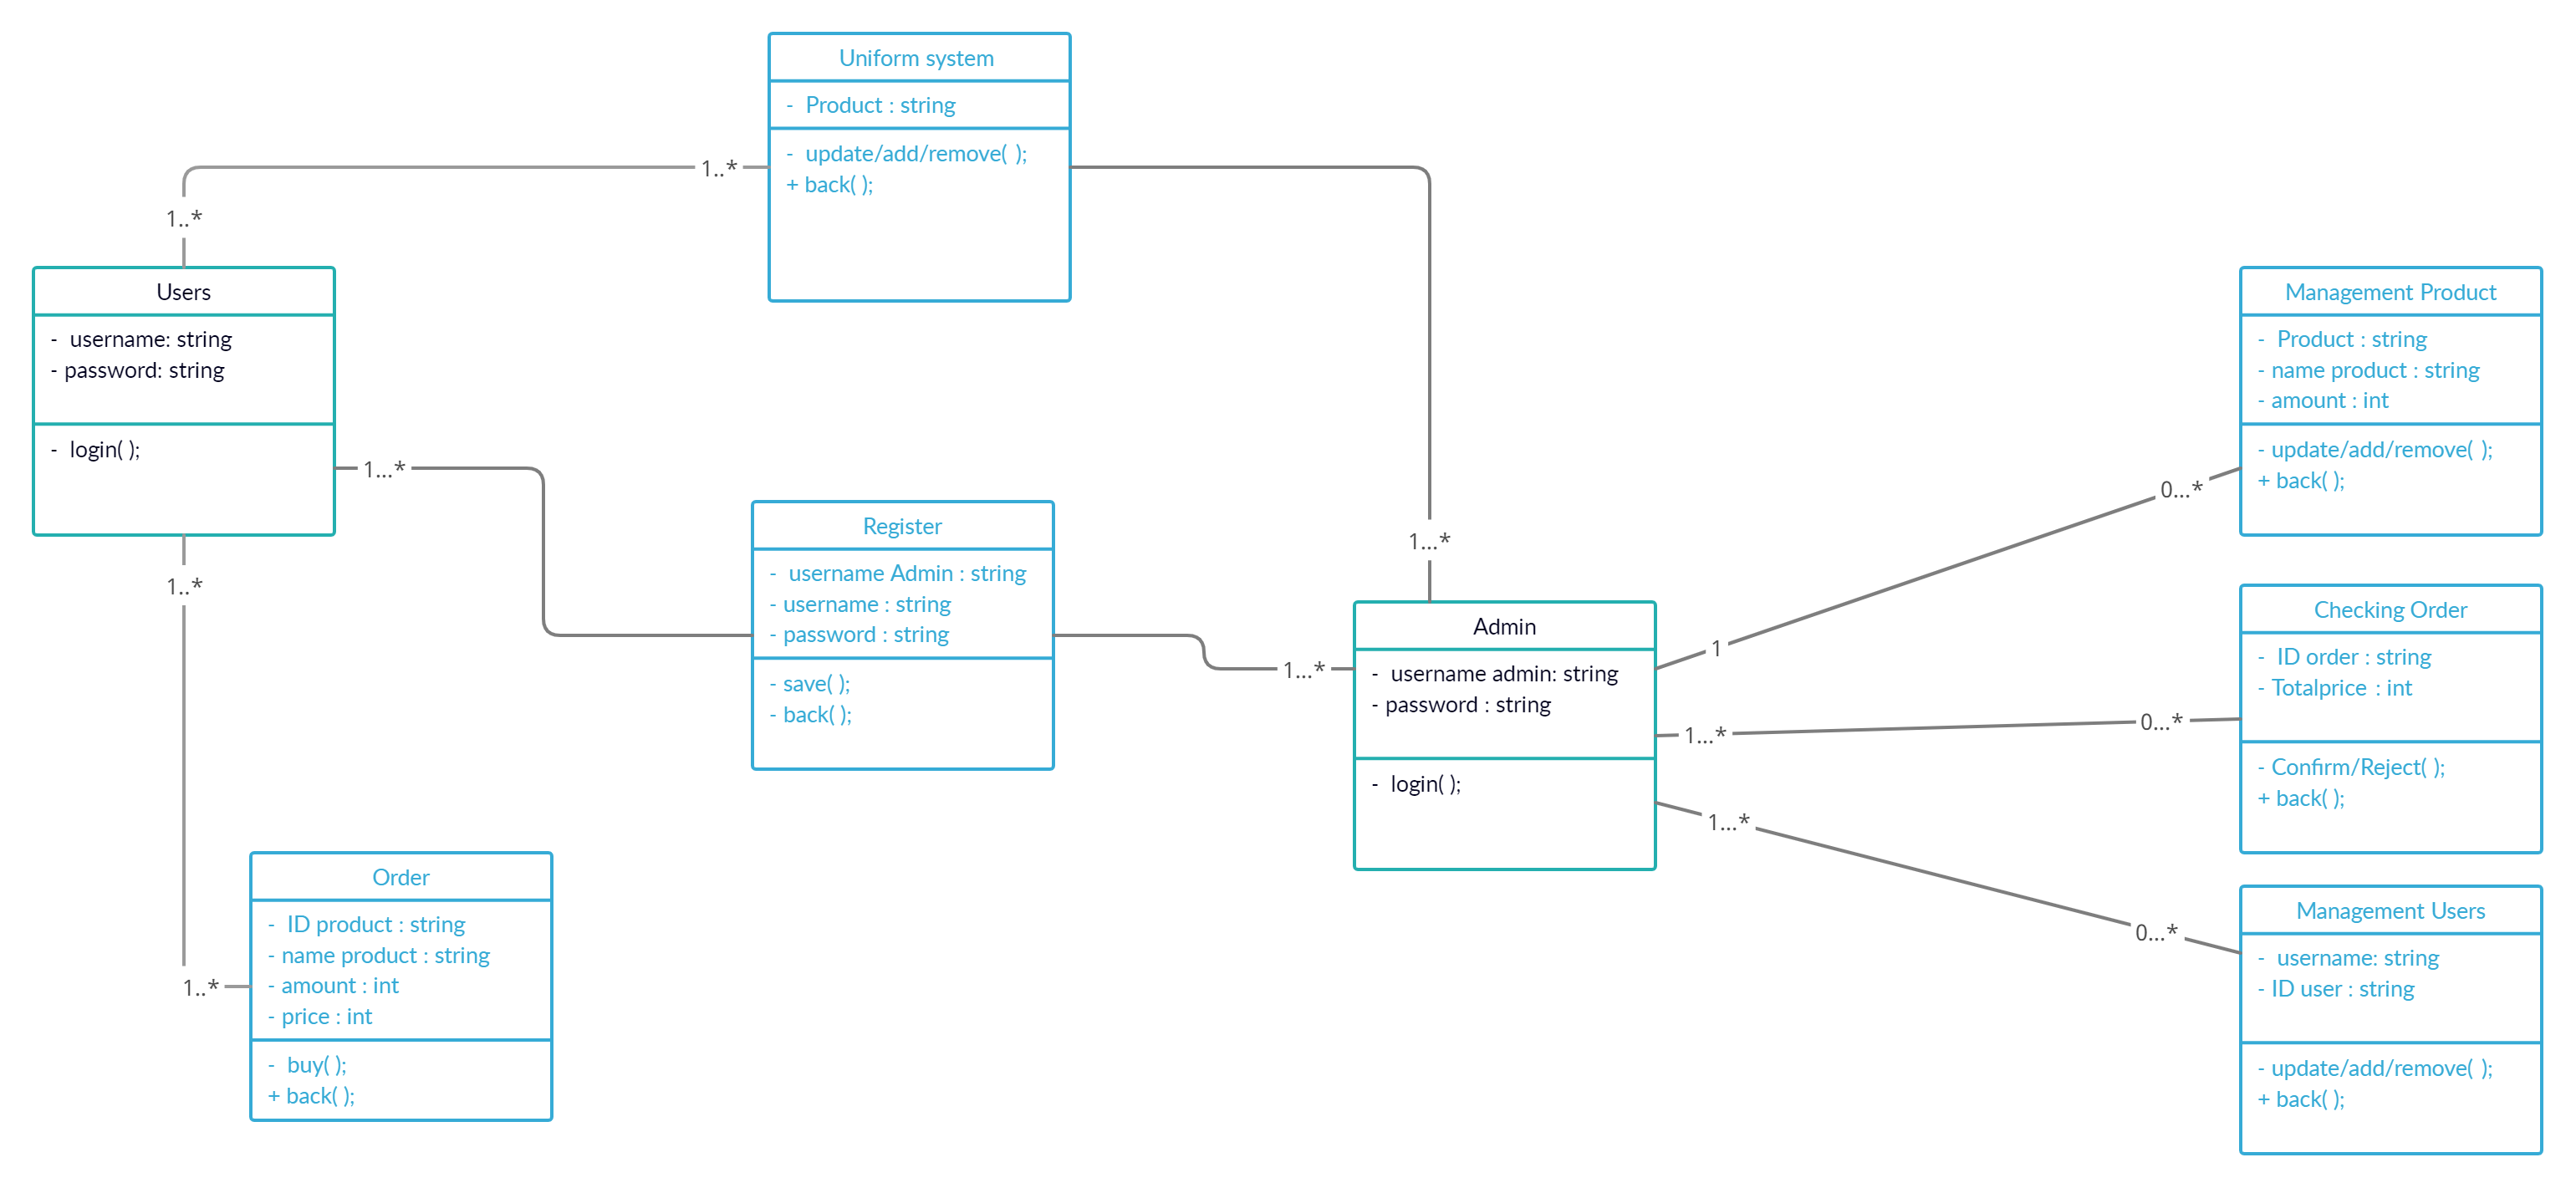 Uniform system
-  Product : string
-  update/add/remove( );
+ back( );
1..*
1..*
Users
-  username: string
- password: string
-  login( );
1...*
1..*
1..*
Register
-  username Admin : string
- username : string
- password : string
- save( );
- back( );
1...*
1...*
Order
-  ID product : string
- name product : string
- amount : int
- price : int
-  buy( );
+ back( );
Admin
-  username admin: string
- password : string
-  login( );
1
0...*
1...*
0...*
1...*
0...*
Management Product
-  Product : string
- name product : string
- amount : int
- update/add/remove( );
+ back( );
Checking Order
-  ID order : string
- Totalprice : int
- Confirm/Reject( );
+ back( );
Management Users
-  username: string
- ID user : string
- update/add/remove( );
+ back( );